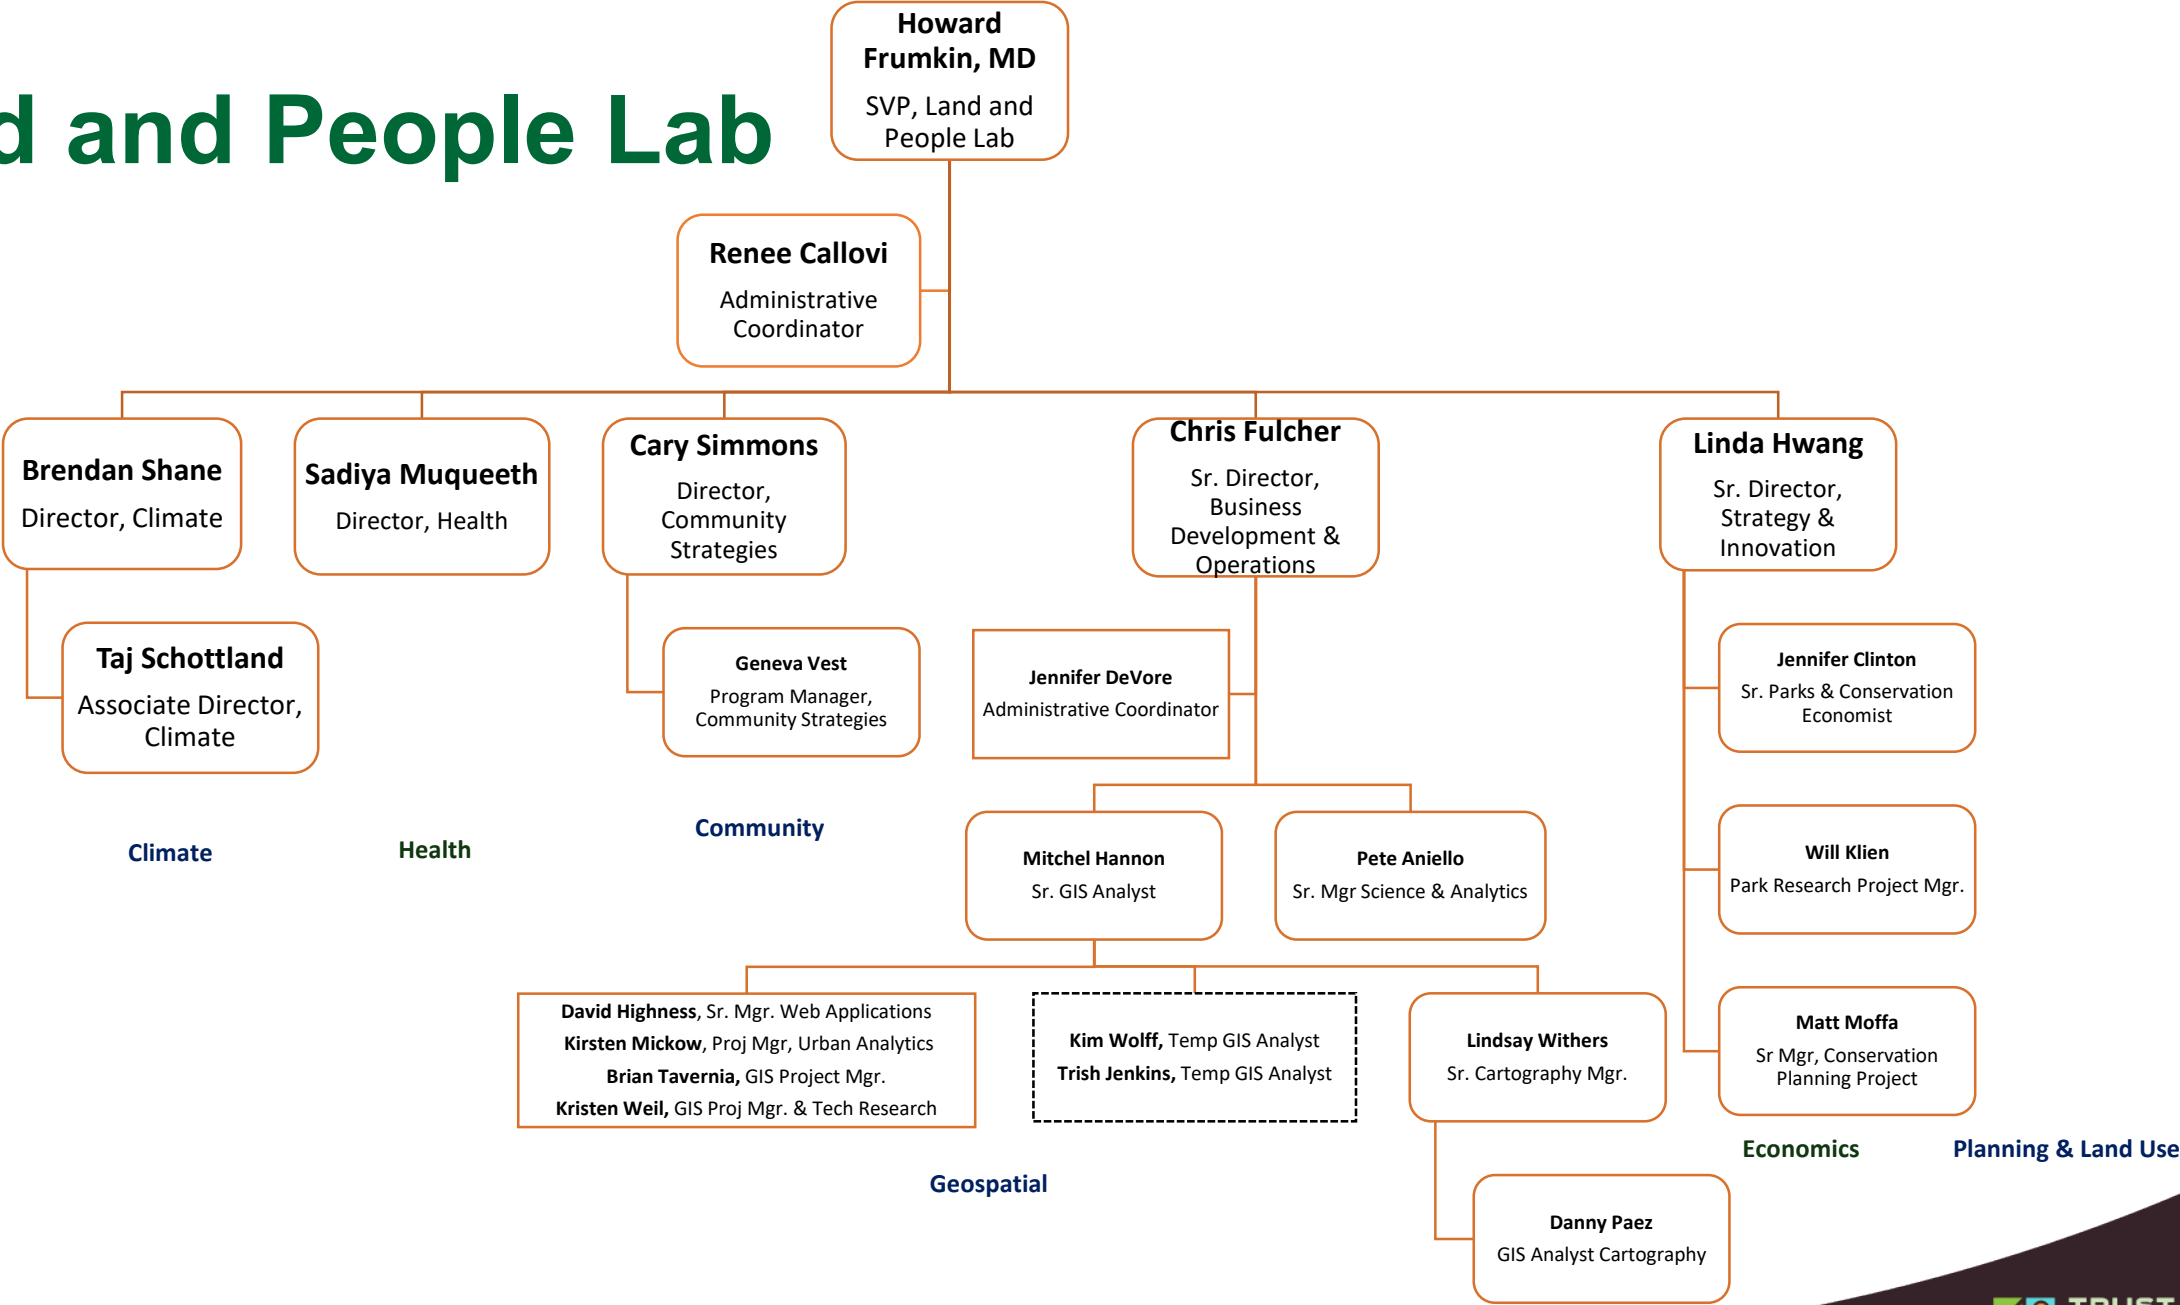 Howard
Frumkin, MD
SVP, Land and
People Lab
d and People Lab
Renee Callovi
Administrative
Coordinator
Brendan Shane
Director, Climate
Sadiya Muqueeth
Director, Health
Cary Simmons
Director,
Community
Strategies
Chris Fulcher
Sr. Director,
Business
Development &
Operations
Linda Hwang
Sr. Director,
Strategy &
Innovation
Taj Schottland
Associate Director,
Climate
Geneva Vest
Program Manager,
Community Strategies
Jennifer DeVore
Administrative Coordinator
Jennifer Clinton
Sr. Parks & Conservation
Economist
Climate
Health
Community
Mitchel Hannon
Sr. GIS Analyst
Pete Aniello
Sr. Mgr Science & Analytics
Will Klien
Park Research Project Mgr.
David Highness, Sr. Mgr. Web Applications
Kirsten Mickow, Proj Mgr, Urban Analytics
Brian Tavernia, GIS Project Mgr.
Kristen Weil, GIS Proj Mgr. & Tech Research
Kim Wolff, Temp GIS Analyst
Trish Jenkins, Temp GIS Analyst
Lindsay Withers
Sr. Cartography Mgr.
Matt Moffa
Sr Mgr, Conservation
Planning Project
Geospatial
Economics
Planning & Land Use
Danny Paez
GIS Analyst Cartography
TRUST